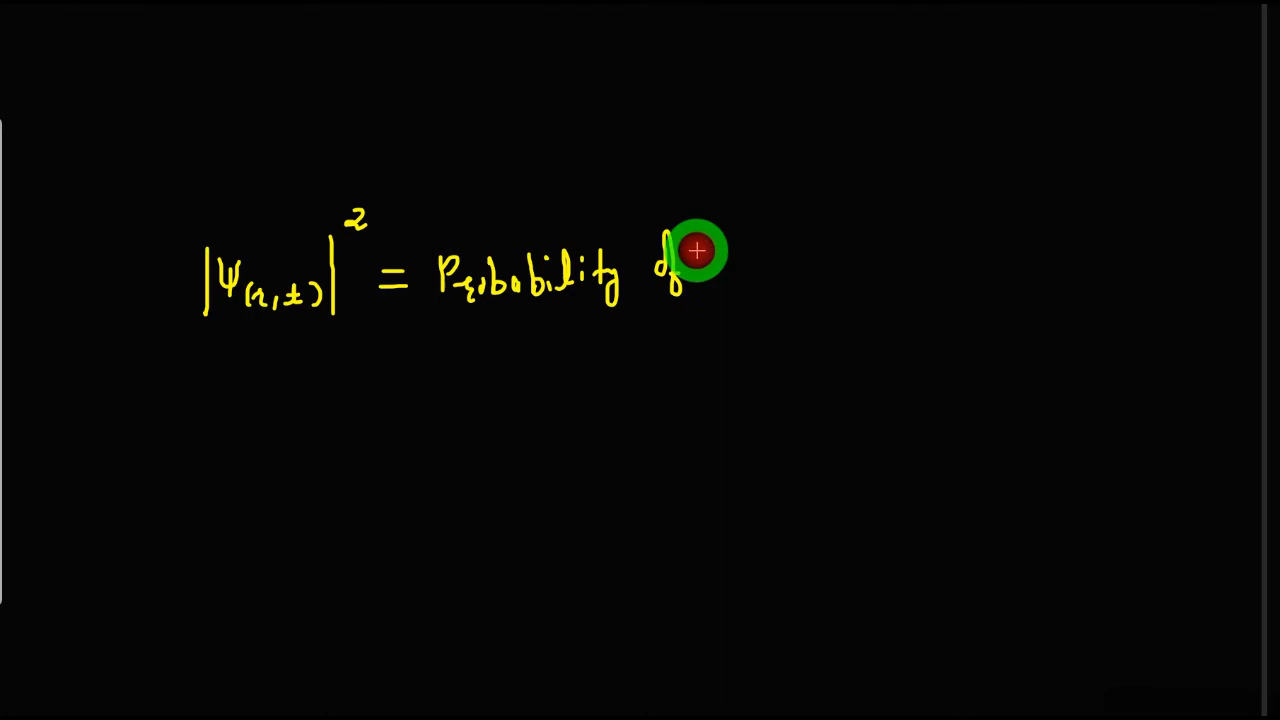 |Ψ(r,t)|² = Probability of